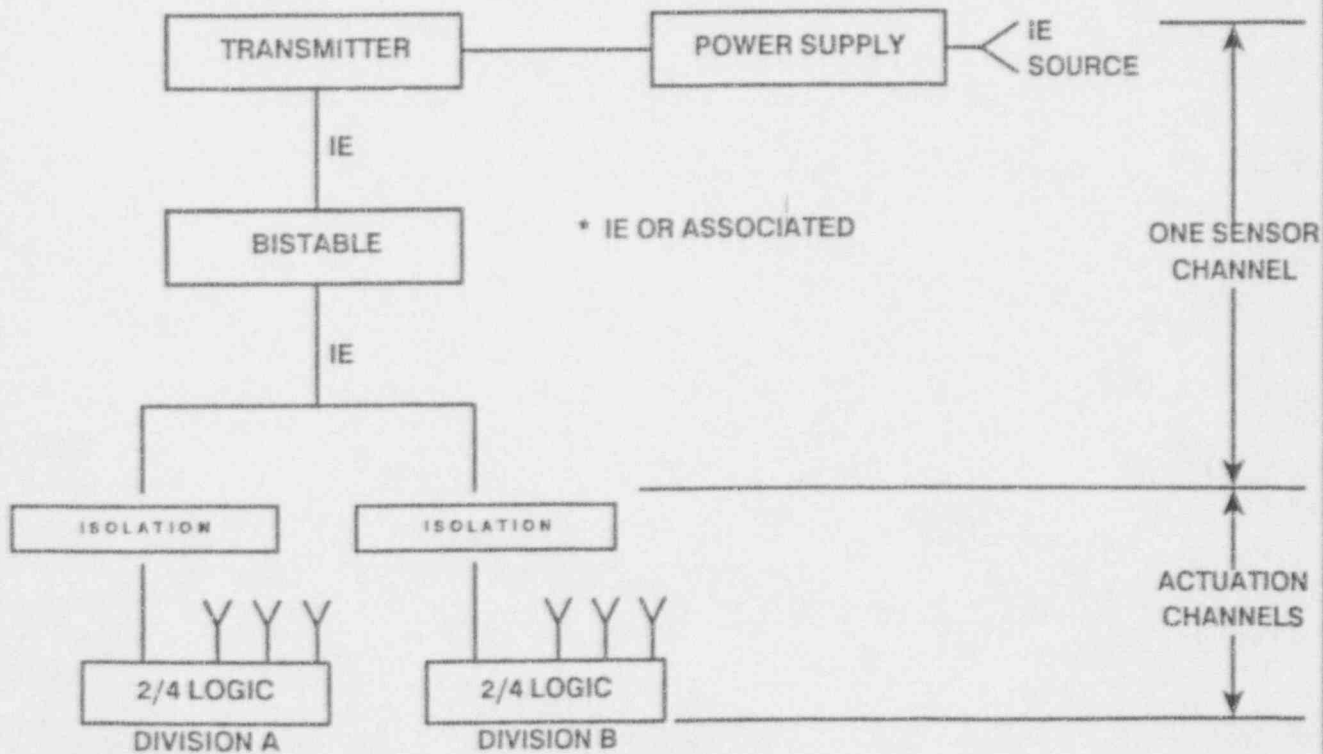 TRANSMITTER
POWER SUPPLY
IE
SOURCE
IE
BISTABLE
* IE OR ASSOCIATED
ONE SENSOR
CHANNEL
IE
ISOLATION
ISOLATION
ACTUATION
CHANNELS
2/4 LOGIC
2/4 LOGIC
DIVISION A
DIVISION B